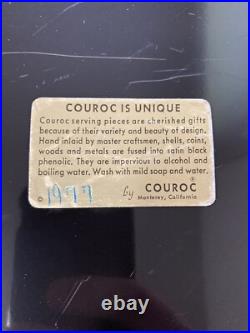 COUROC IS UNIQUE
Couroc serving pieces are cherished gifts
because of their variety and beauty of design.
Hand inlaid by master craftsmen, shells, coins,
woods and metals are fused into satin black
phenolic. They are impervious to alcohol and
boiling water. Wash with mild soap and water.
©
1977 by COUROC®
Monterey, California